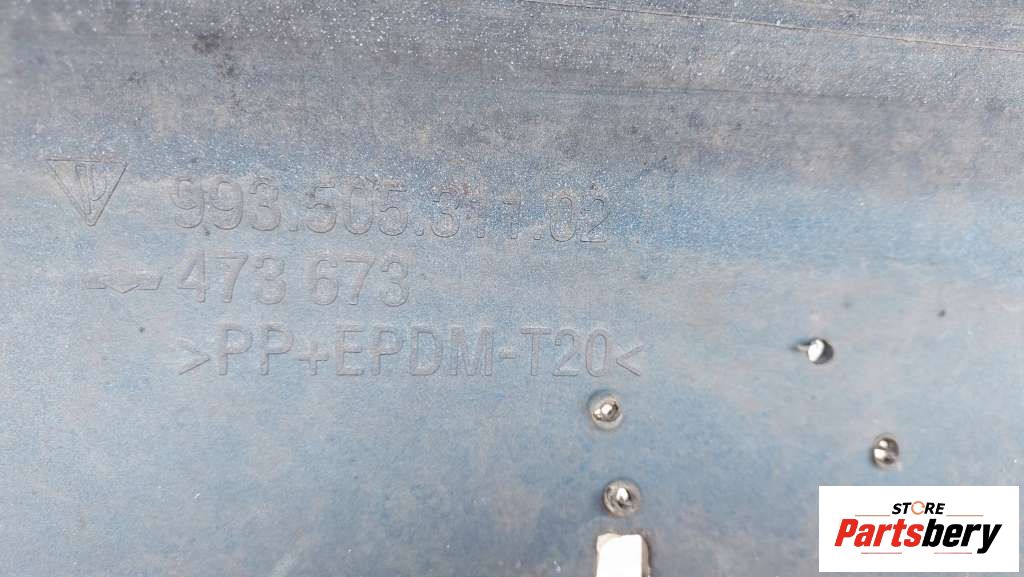 993.505.311.02
473 673
>PP+EPDM-T20<
STORE
Partsbery